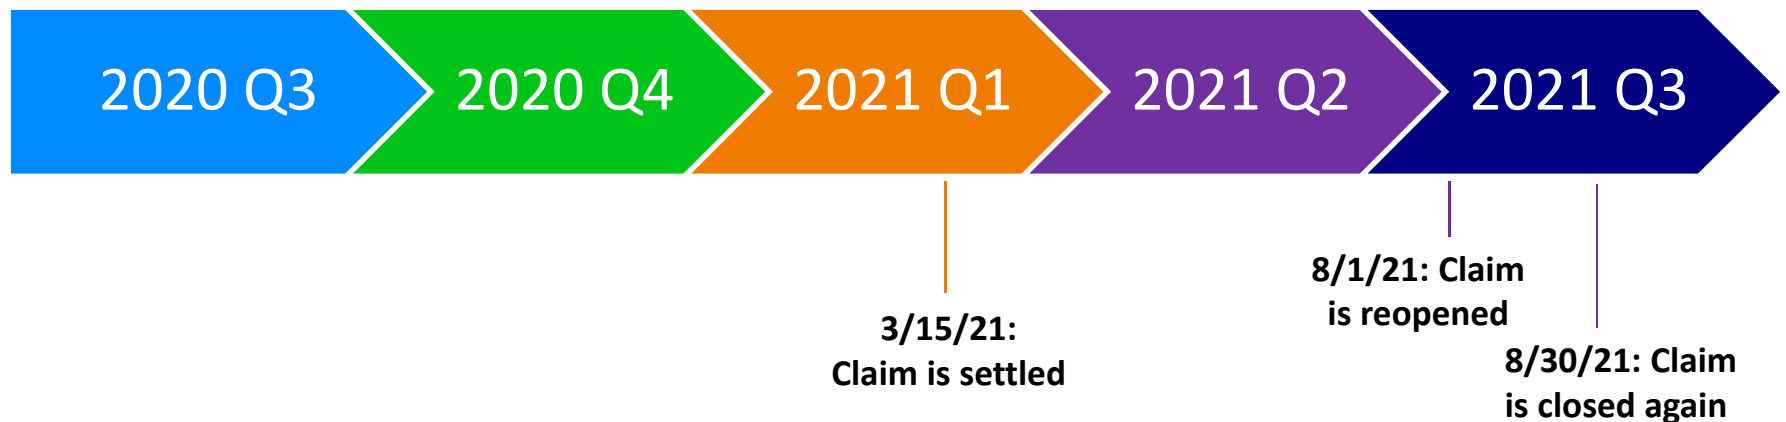 2020 Q3
2020 Q4
2021 Q1
2021 Q2
2021 Q3
3/15/21:
Claim is settled
8/1/21: Claim
is reopened
8/30/21: Claim
is closed again